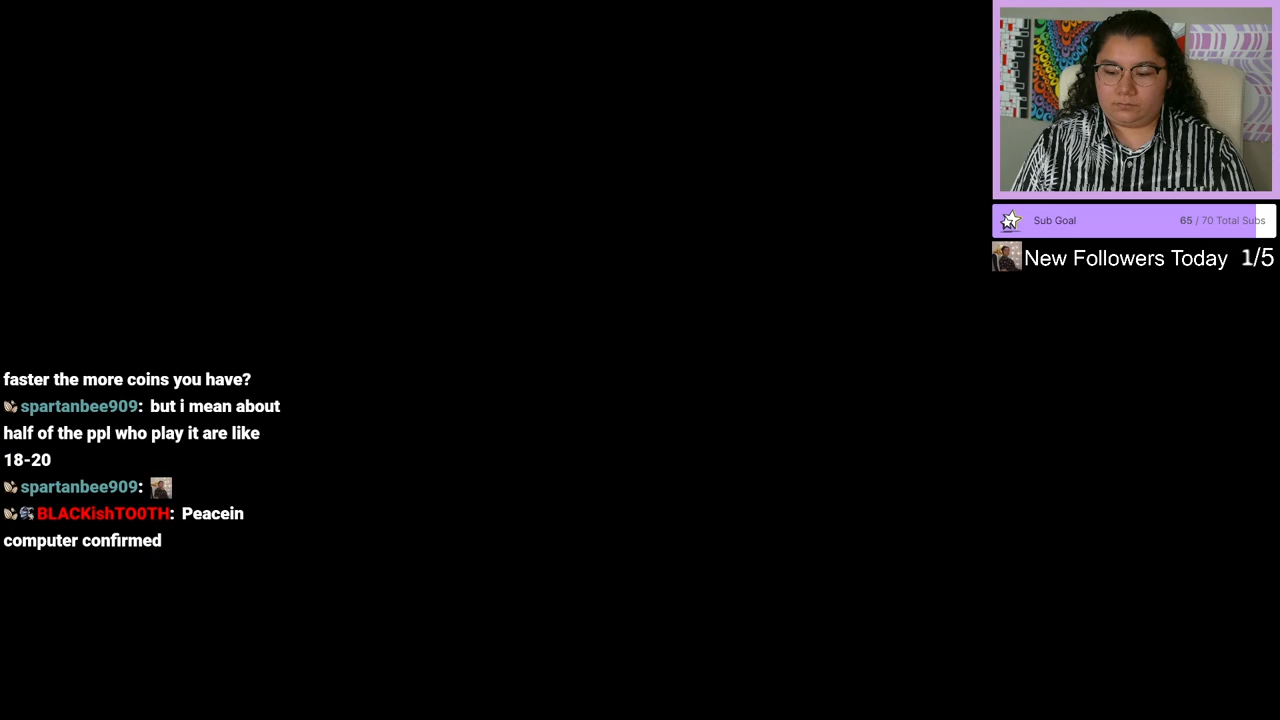 Sub Goal 65 / 70 Total Subs
New Followers Today 1/5
faster the more coins you have?
spartanbee909: but i mean about
half of the ppl who play it are like
18-20
spartanbee909:
BLACKishTO0TH: Peacein
computer confirmed